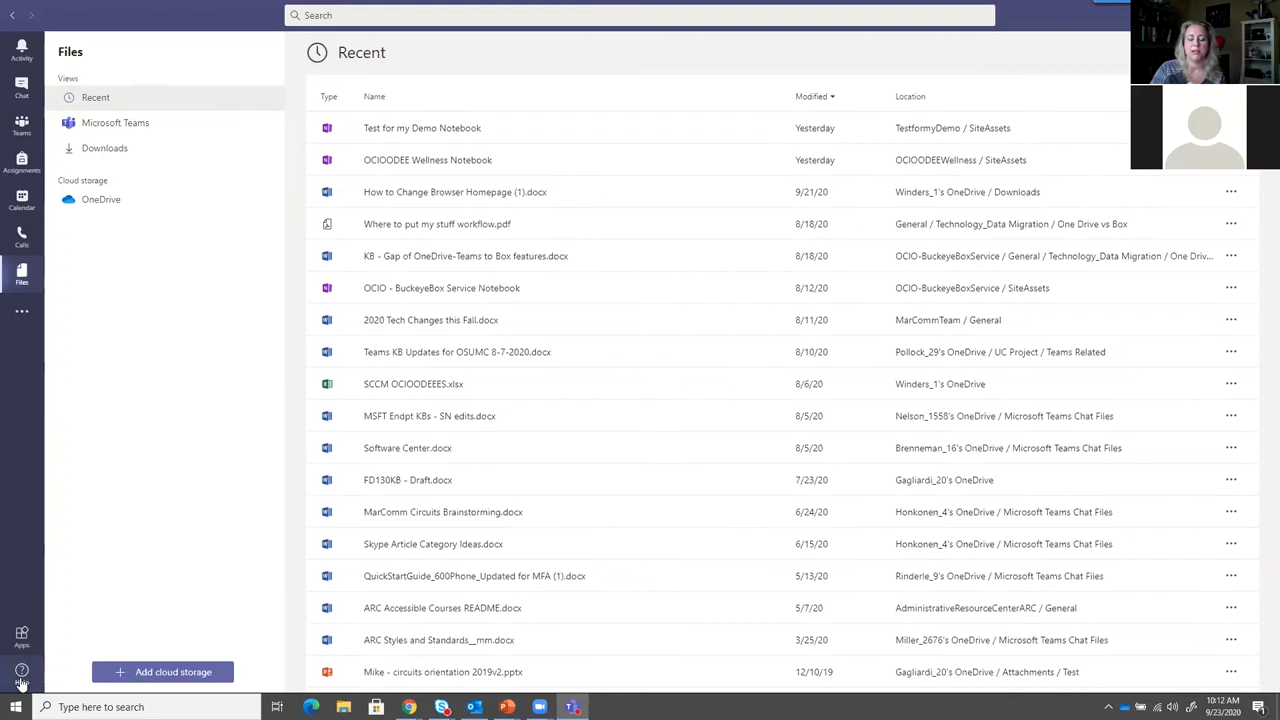 Search
Activity
Chat
Teams
Assignments
Calendar
Calls
Files
Apps
Files
Views
Recent
Microsoft Teams
Downloads
Cloud storage
OneDrive
Add cloud storage
Recent
Type Name Modified Location
Test for my Demo Notebook Yesterday TestformyDemo / SiteAssets
OCIOODEE Wellness Notebook Yesterday OCIOODEEWellness / SiteAssets
How to Change Browser Homepage (1).docx 9/21/20 Winders_1's OneDrive / Downloads
Where to put my stuff workflow.pdf 8/18/20 General / Technology_Data Migration / One Drive vs Box
KB - Gap of OneDrive-Teams to Box features.docx 8/18/20 OCIO-BuckeyeBoxService / General / Technology_Data Migration / One Driv...
OCIO - BuckeyeBox Service Notebook 8/12/20 OCIO-BuckeyeBoxService / SiteAssets
2020 Tech Changes this Fall.docx 8/11/20 MarCommTeam / General
Teams KB Updates for OSUMC 8-7-2020.docx 8/10/20 Pollock_29's OneDrive / UC Project / Teams Related
SCCM OCIOODEEES.xlsx 8/6/20 Winders_1's OneDrive
MSFT Endpt KBs - SN edits.docx 8/5/20 Nelson_1558's OneDrive / Microsoft Teams Chat Files
Software Center.docx 8/5/20 Brenneman_16's OneDrive / Microsoft Teams Chat Files
FD130KB - Draft.docx 7/23/20 Gagliardi_20's OneDrive
MarComm Circuits Brainstorming.docx 6/24/20 Honkonen_4's OneDrive / Microsoft Teams Chat Files
Skype Article Category Ideas.docx 6/15/20 Honkonen_4's OneDrive / Microsoft Teams Chat Files
QuickStartGuide_600Phone_Updated for MFA (1).docx 5/13/20 Rinderle_9's OneDrive / Microsoft Teams Chat Files
ARC Accessible Courses README.docx 5/7/20 AdministrativeResourceCenterARC / General
ARC Styles and Standards__mm.docx 3/25/20 Miller_2676's OneDrive / Microsoft Teams Chat Files
Mike - circuits orientation 2019v2.pptx 12/10/19 Gagliardi_20's OneDrive / Attachments / Test
Type here to search
10:12 AM
9/23/2020